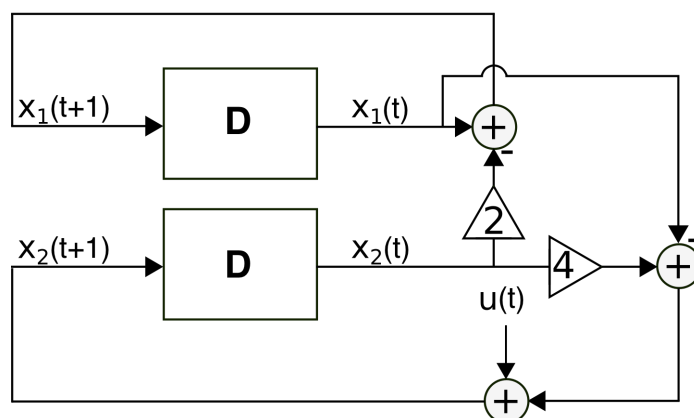 x₁(t+1)
D
x₁(t)
+
-
2
x₂(t+1)
D
x₂(t)
4
-
+
u(t)
+